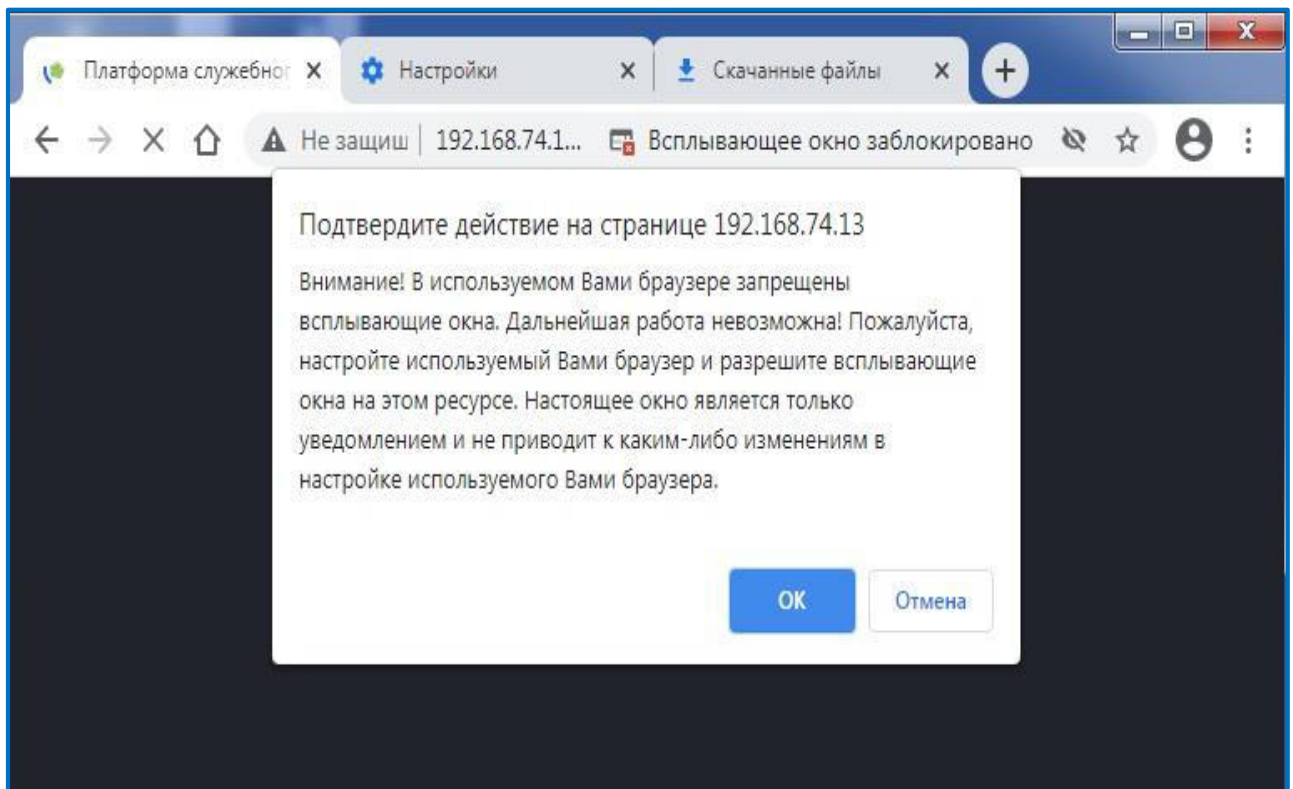 Платформа служебног
Настройки
Скачанные файлы
Не защищ | 192.168.74.1... Всплывающее окно заблокировано
Подтвердите действие на странице 192.168.74.13
Внимание! В используемом Вами браузере запрещены
всплывающие окна. Дальнейшая работа невозможна! Пожалуйста,
настройте используемый Вами браузер и разрешите всплывающие
окна на этом ресурсе. Настоящее окно является только
уведомлением и не приводит к каким-либо изменениям в
настройке используемого Вами браузера.
ОК
Отмена